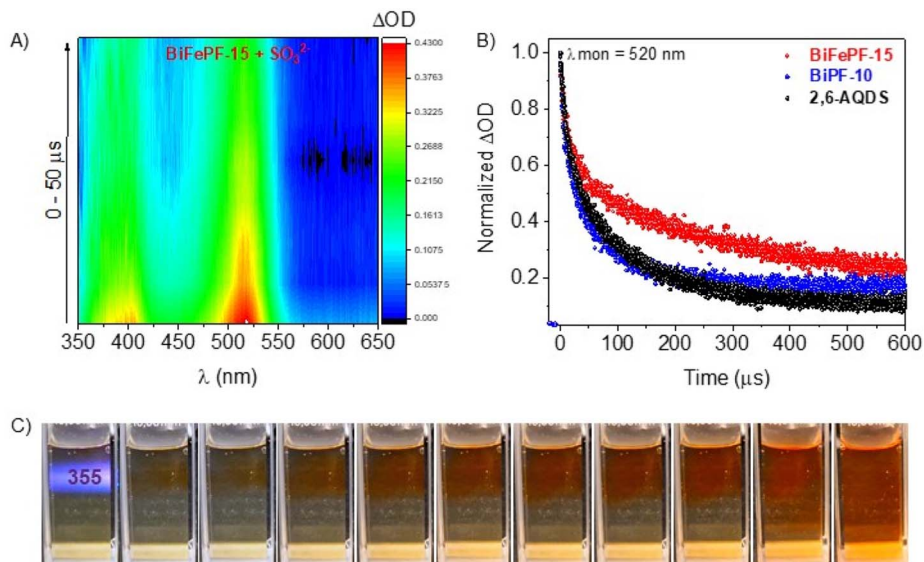 A)
BiFePF-15 + SO₃²⁻
ΔOD
0.4300
0.3763
0.3225
0.2688
0.2150
0.1613
0.1075
0.05375
0.000
0 - 50 μs
350 400 450 500 550 600 650
λ (nm)
B)
λmon = 520 nm
BiFePF-15
BiPF-10
2,6-AQDS
Normalized ΔOD
1.0
0.8
0.6
0.4
0.2
0 100 200 300 400 500 600
Time (μs)
C)
355